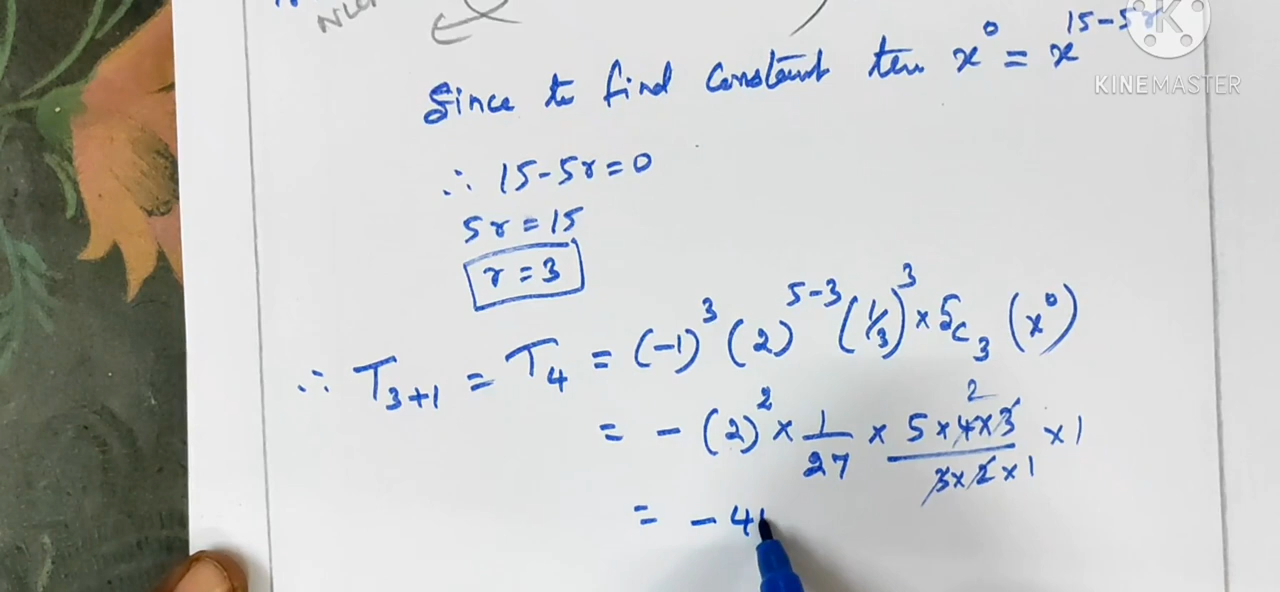 Since to find constant term x⁰ = x^15-5r
KINEMASTER
∴ 15-5r=0
5r=15
r=3
∴ T₃₊₁ = T₄ = (-1)³ (2)^5-3 (1/3)³ × 5c₃ (x⁰)
= - (2)² × 1/27 × 5×4×3/3×2×1 × 1
2
= - 4